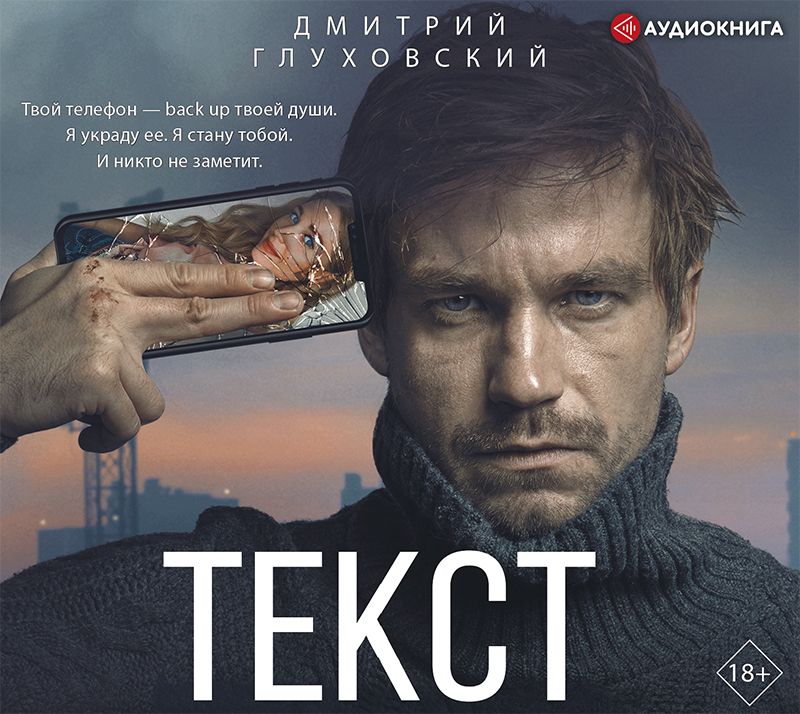 ДМИТРИЙ
ГЛУХОВСКИЙ
АУДИОКНИГА
Твой телефон — back up твоей души.
Я украду ее. Я стану тобой.
И никто не заметит.
ТЕКСТ
18+